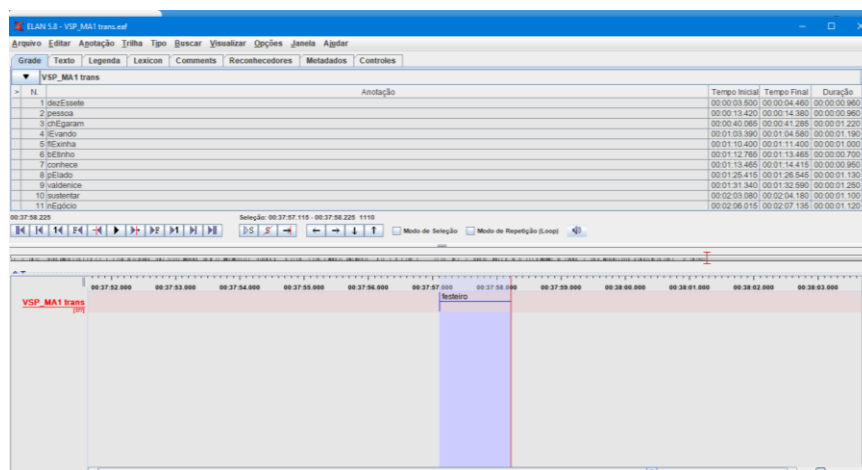 ELAN 5.8 - VSP_MA1 trans.eaf
Arquivo Editar Anotação Trilha Tipo Buscar Visualizar Opções Janela Ajudar
Grade Texto Legenda Lexicon Comments Reconhecedores Metadados Controles
VSP_MA1 trans
> N. Anotação Tempo Inicial Tempo Final Duração
1 dezEssete 00:00:03.500 00:00:04.460 00:00:00.960
2 pessoa 00:00:13.420 00:00:14.380 00:00:00.960
3 chEgaram 00:00:40.065 00:00:41.285 00:00:01.220
4 lEvando 00:01:03.390 00:01:04.580 00:00:01.190
5 flExinha 00:01:10.400 00:01:11.400 00:00:01.000
6 bEtinho 00:01:12.765 00:01:13.465 00:00:00.700
7 conhece 00:01:13.465 00:01:14.415 00:00:00.950
8 pElado 00:01:25.415 00:01:26.545 00:00:01.130
9 valdenice 00:01:31.340 00:01:32.590 00:00:01.250
10 sustentar 00:02:03.080 00:02:04.180 00:00:01.100
11 nEgócio 00:02:06.015 00:02:07.135 00:00:01.120
00:37:58.225 Seleção: 00:37:57.115 - 00:37:58.225 1110
Modo de Seleção Modo de Repetição (Loop)
00:37:52.000 00:37:53.000 00:37:54.000 00:37:55.000 00:37:56.000 00:37:57.000 00:37:58.000 00:37:59.000 00:38:00.000 00:38:01.000 00:38:02.000 00:38:03.000
festeiro
VSP_MA1 trans